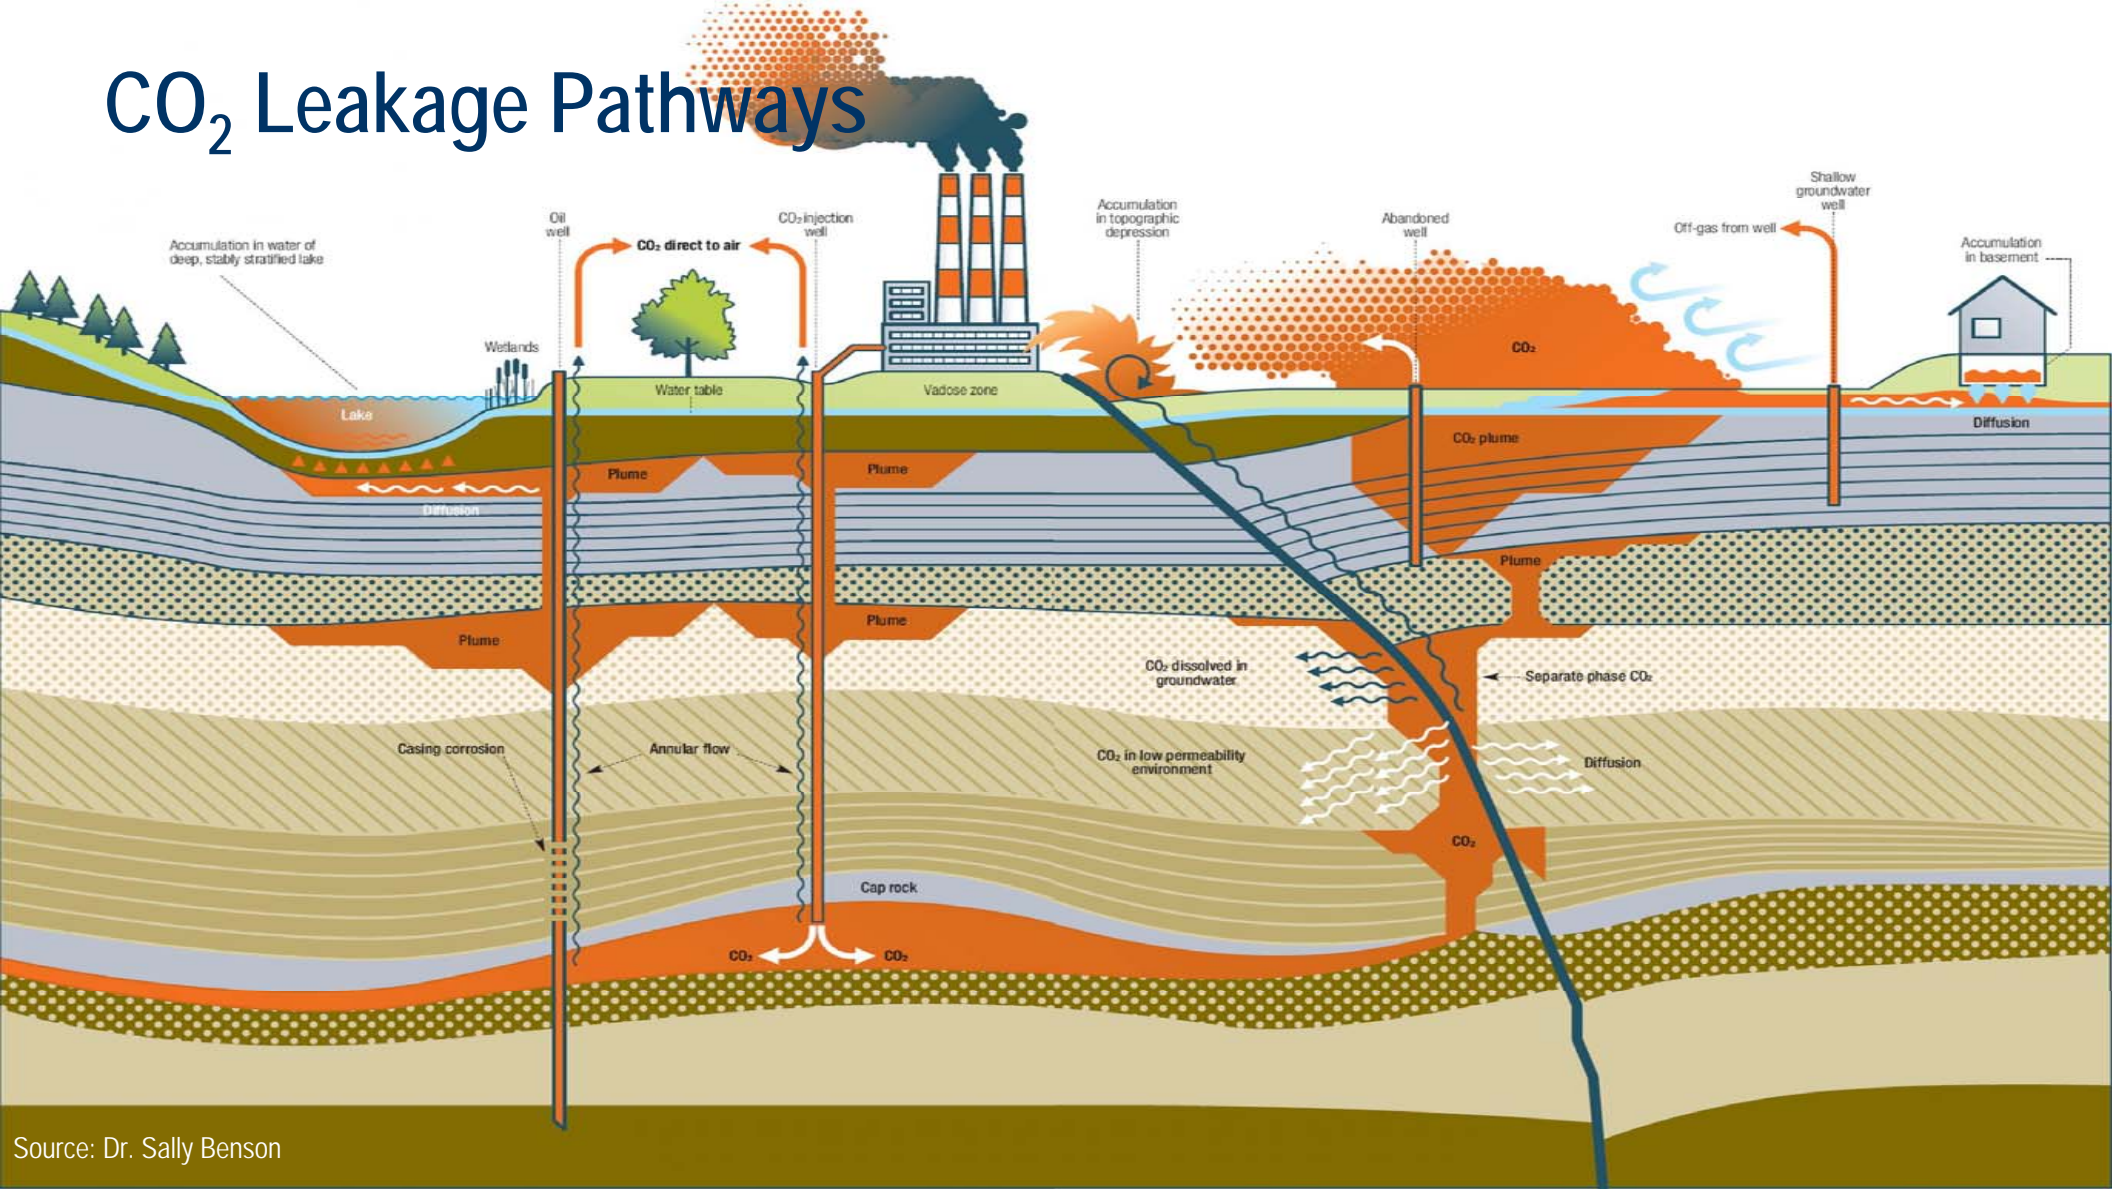 CO₂ Leakage Pathways
Shallow
groundwater
well
Accumulation
in topographic
depression
Oil
well
CO₂ injection
well
Abandoned
well
Off-gas from well
Accumulation in water of
deep, stably stratified lake
CO₂ direct to air
Accumulation
in basement
Wetlands
CO₂
Water table
Vadose zone
Lake
Diffusion
CO₂ plume
Plume
Plume
Diffusion
Plume
Plume
Plume
CO₂ dissolved in
groundwater
Separate phase CO₂
Casing corrosion
Annular flow
CO₂ in low permeability
environment
Diffusion
CO₂
Cap rock
CO₂
CO₂
Source: Dr. Sally Benson